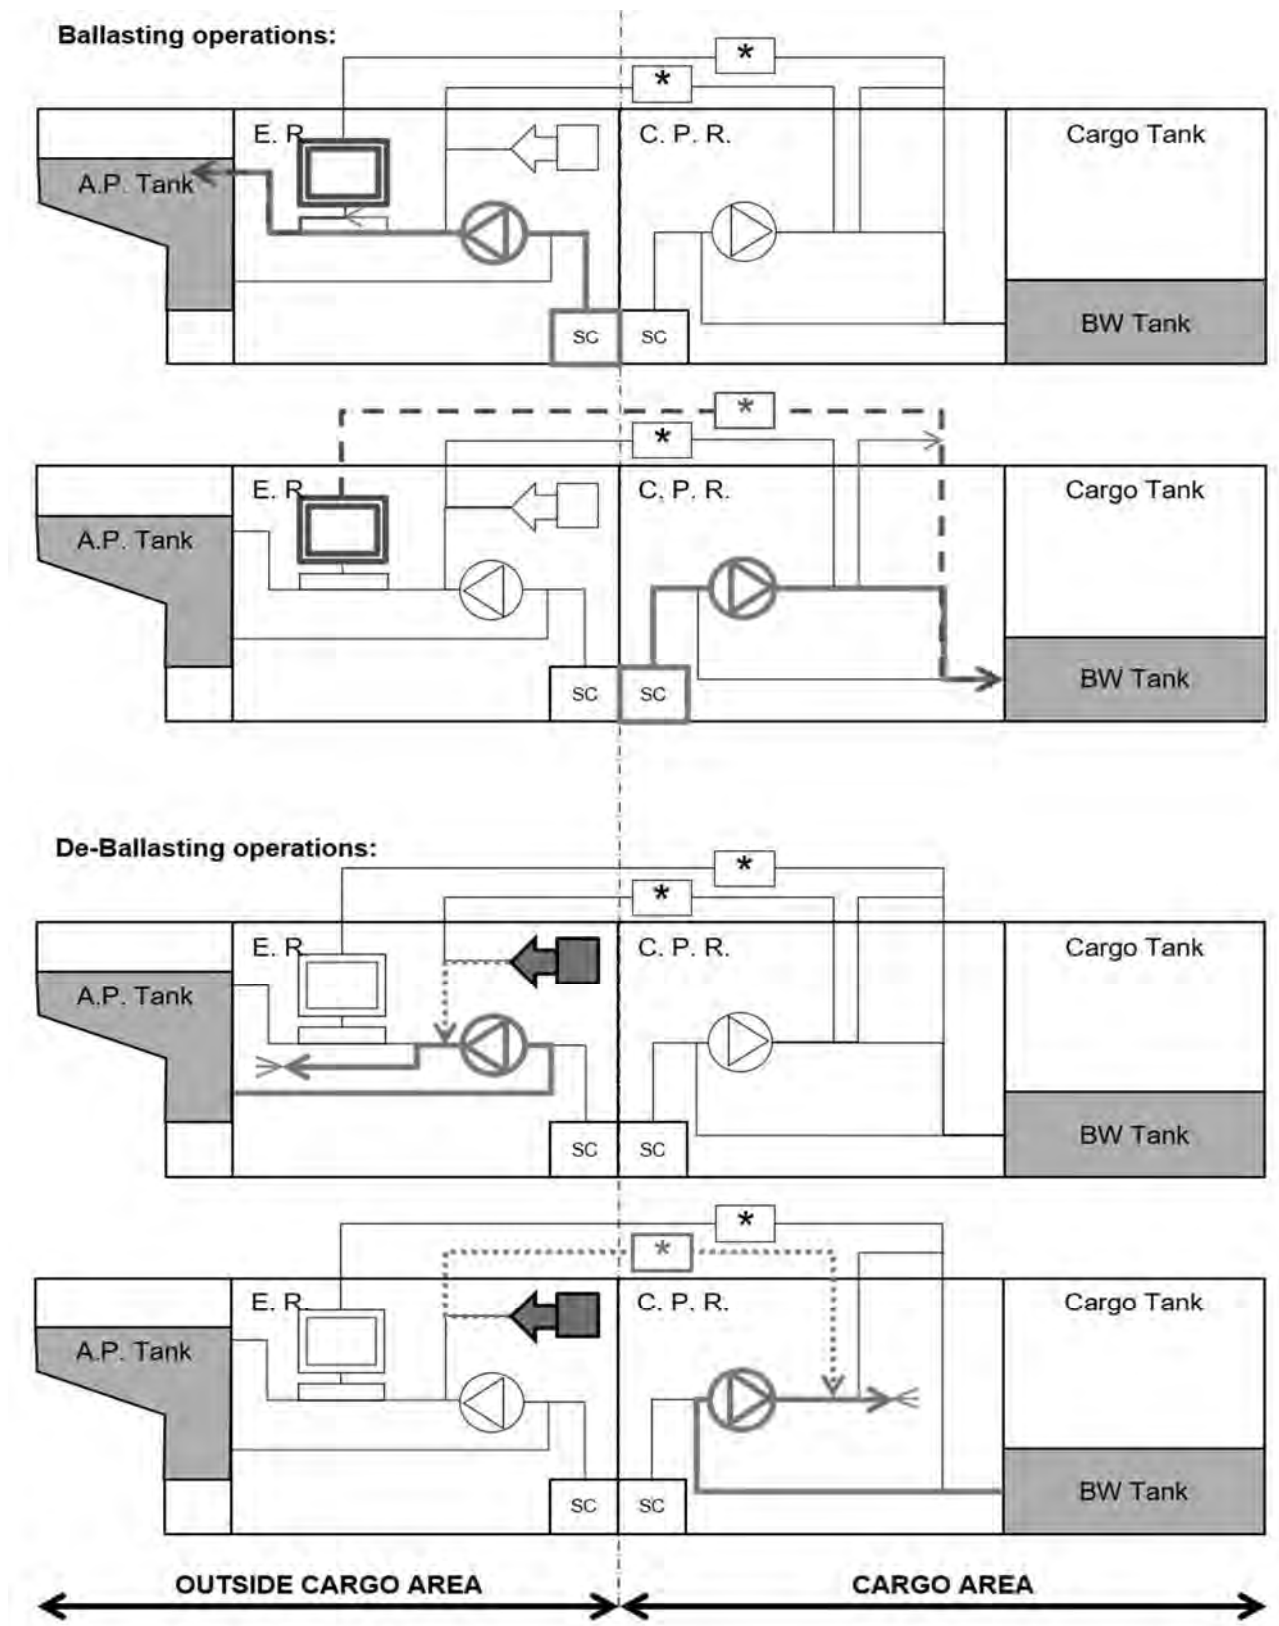 Ballasting operations:
*
*
E. R.
C. P. R.
Cargo Tank
A.P. Tank
BW Tank
SC
SC
*
*
E. R.
C. P. R.
Cargo Tank
A.P. Tank
BW Tank
SC
SC
De-Ballasting operations:
*
*
E. R.
C. P. R.
Cargo Tank
A.P. Tank
BW Tank
SC
SC
*
*
E. R.
C. P. R.
Cargo Tank
A.P. Tank
BW Tank
SC
SC
OUTSIDE CARGO AREA
CARGO AREA